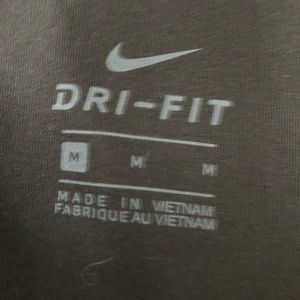 DRI-FIT
M M M
MADE IN VIETNAM
FABRIQUE AU VIETNAM